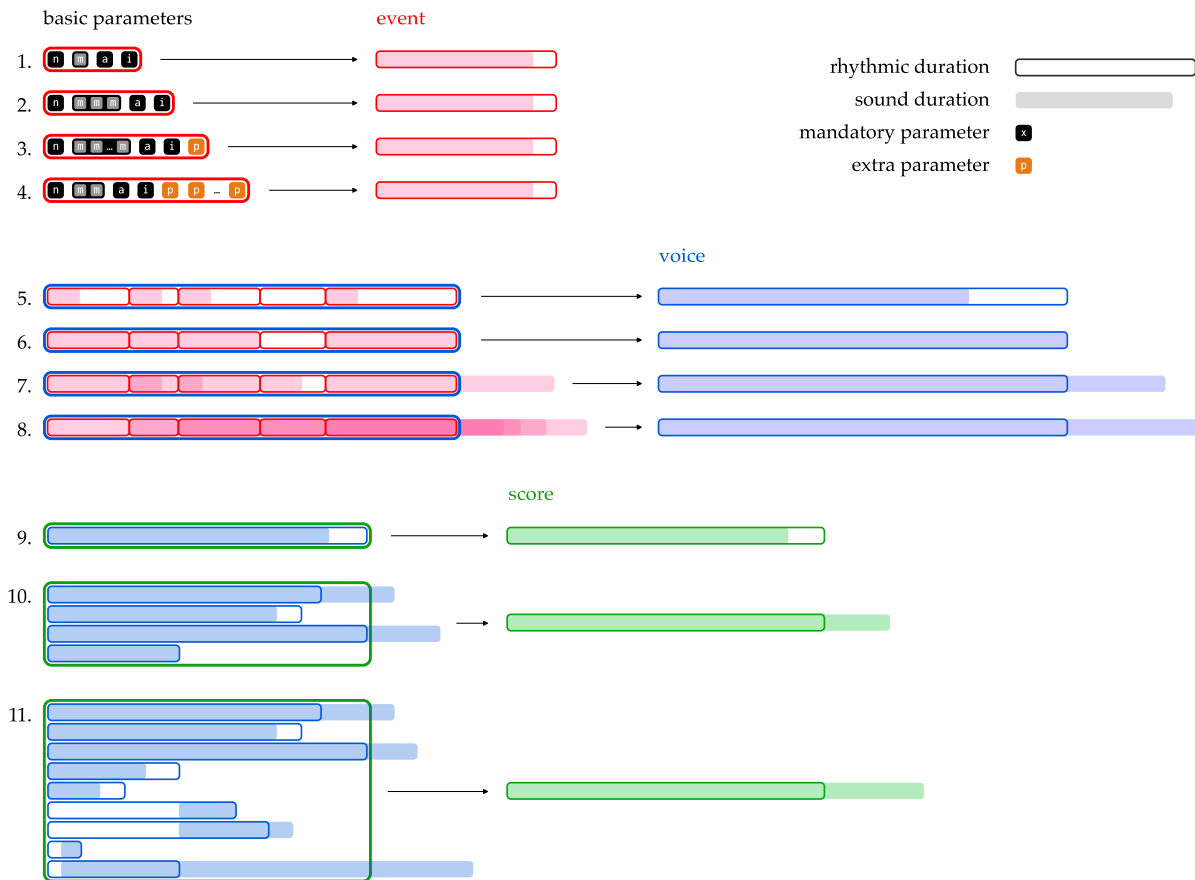 basic parameters event
1. n m a i
rhythmic duration
2. n m m m a i
sound duration
mandatory parameter x
3. n m m … m a i p
extra parameter p
4. n m m a i p p … p
voice
5.
6.
7.
8.
score
9.
10.
11.